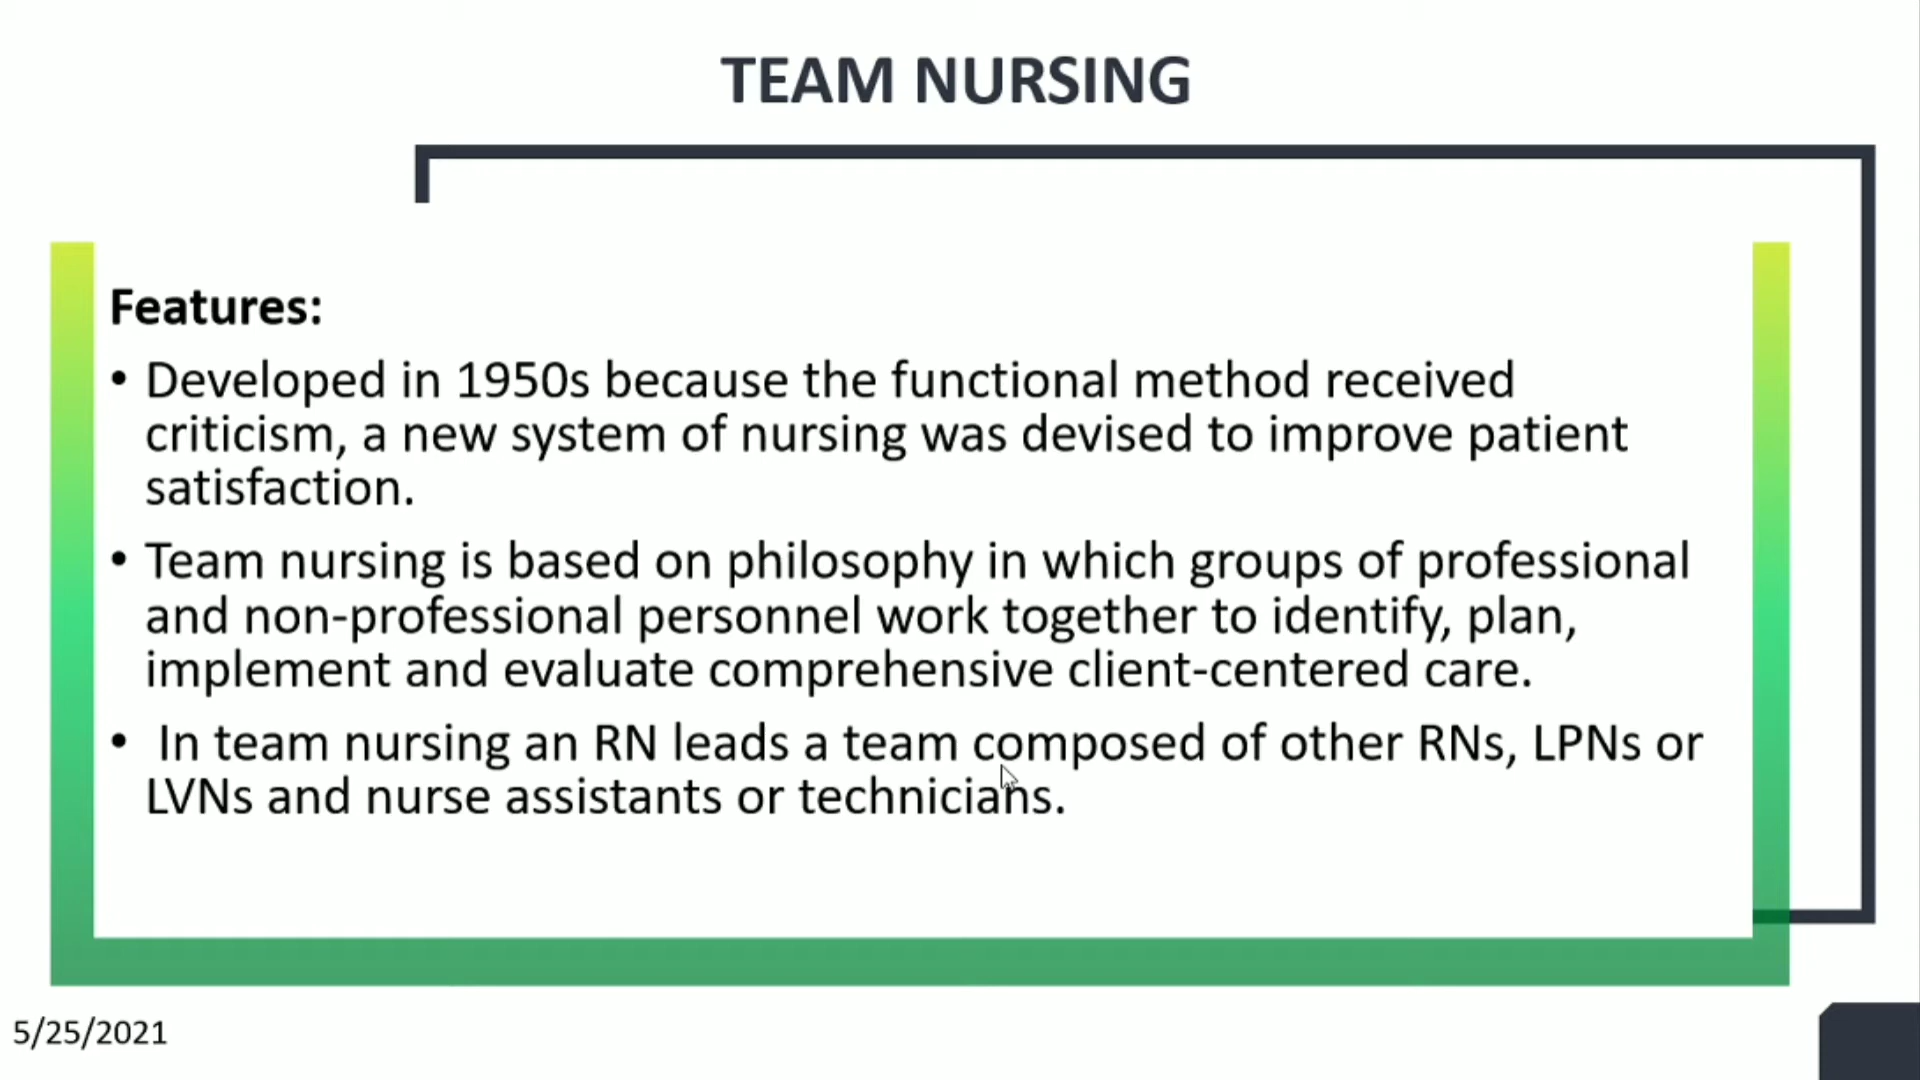 TEAM NURSING
Features:
• Developed in 1950s because the functional method received
criticism, a new system of nursing was devised to improve patient
satisfaction.
• Team nursing is based on philosophy in which groups of professional
and non-professional personnel work together to identify, plan,
implement and evaluate comprehensive client-centered care.
• In team nursing an RN leads a team composed of other RNs, LPNs or
LVNs and nurse assistants or technicians.
5/25/2021